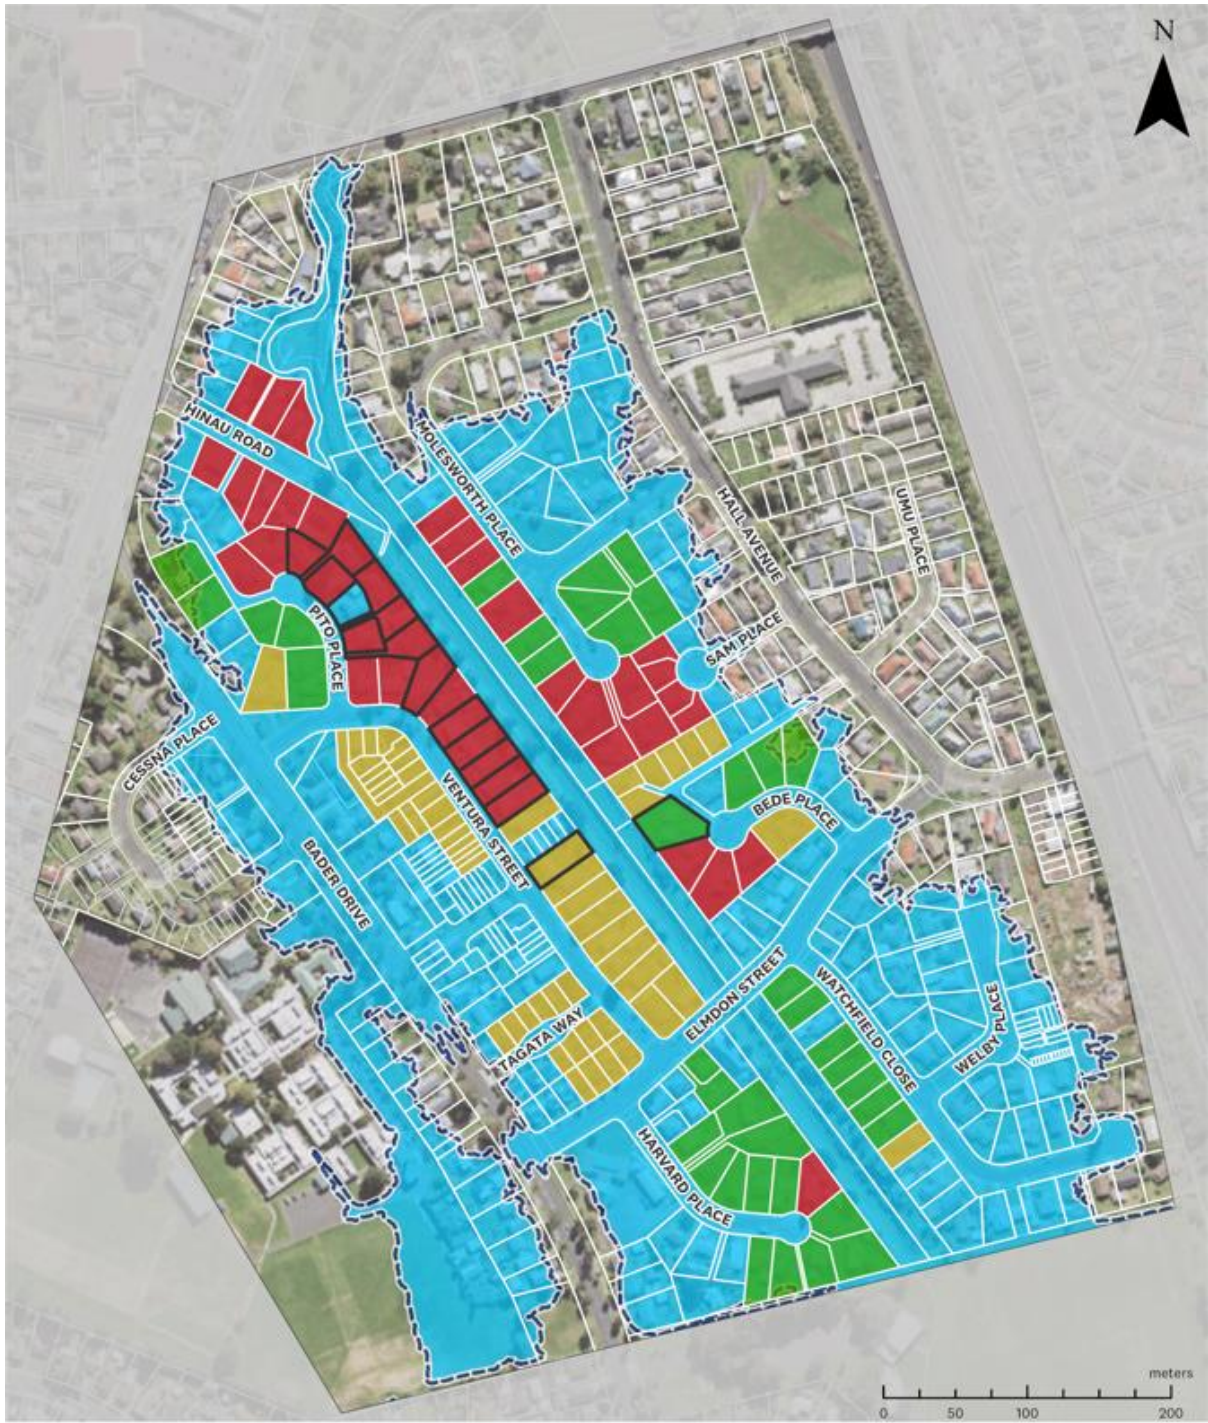 N
HINAU ROAD
MOLESWORTH PLACE
HALL AVENUE
UMU PLACE
PITO PLACE
SAM PLACE
CESSNA PLACE
VENTURA STREET
BEDE PLACE
BADER DRIVE
ELMDON STREET
WATCHFIELD CLOSE
WELBY PLACE
TAGATA WAY
HARVARD PLACE
meters
0 50 100 200